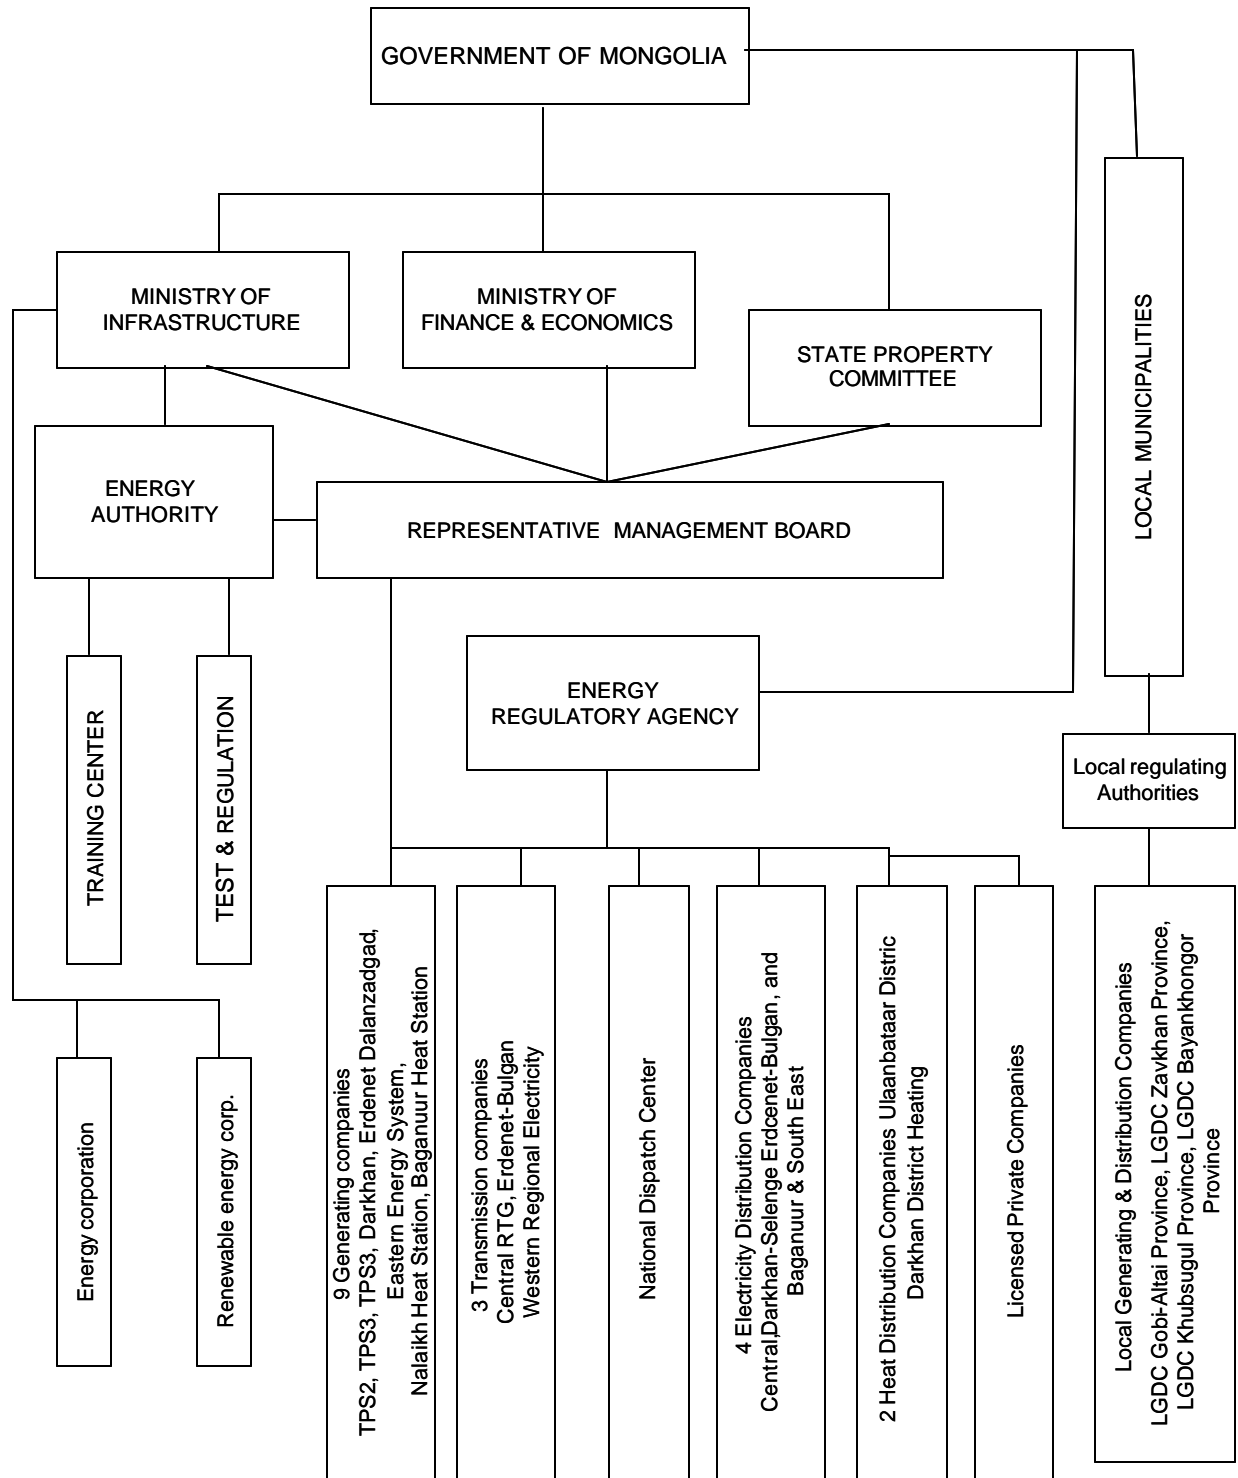 GOVERNMENT OF MONGOLIA
MINISTRY OF
INFRASTRUCTURE
MINISTRY OF
FINANCE & ECONOMICS
STATE PROPERTY
COMMITTEE
LOCAL MUNICIPALITIES
ENERGY
AUTHORITY
REPRESENTATIVE MANAGEMENT BOARD
TRAINING CENTER
TEST & REGULATION
ENERGY
REGULATORY AGENCY
Local regulating
Authorities
Energy corporation
Renewable energy corp.
9 Generating companies
TPS2, TPS3, TPS3, Darkhan, Erdenet Dalanzadgad,
Eastern Energy System,
Nalaikh Heat Station, Baganuur Heat Station
3 Transmission companies
Central RTG, Erdenet-Bulgan
Western Regional Electricity
National Dispatch Center
4 Electricity Distribution Companies
Central,Darkhan-Selenge Erdcenet-Bulgan, and
Baganuur & South East
2 Heat Distribution Companies Ulaanbataar Distric
Darkhan District Heating
Licensed Private Companies
Local Generating & Distribution Companies
LGDC Gobi-Altai Province, LGDC Zavkhan Province,
LGDC Khubsugul Province, LGDC Bayankhongor
Province